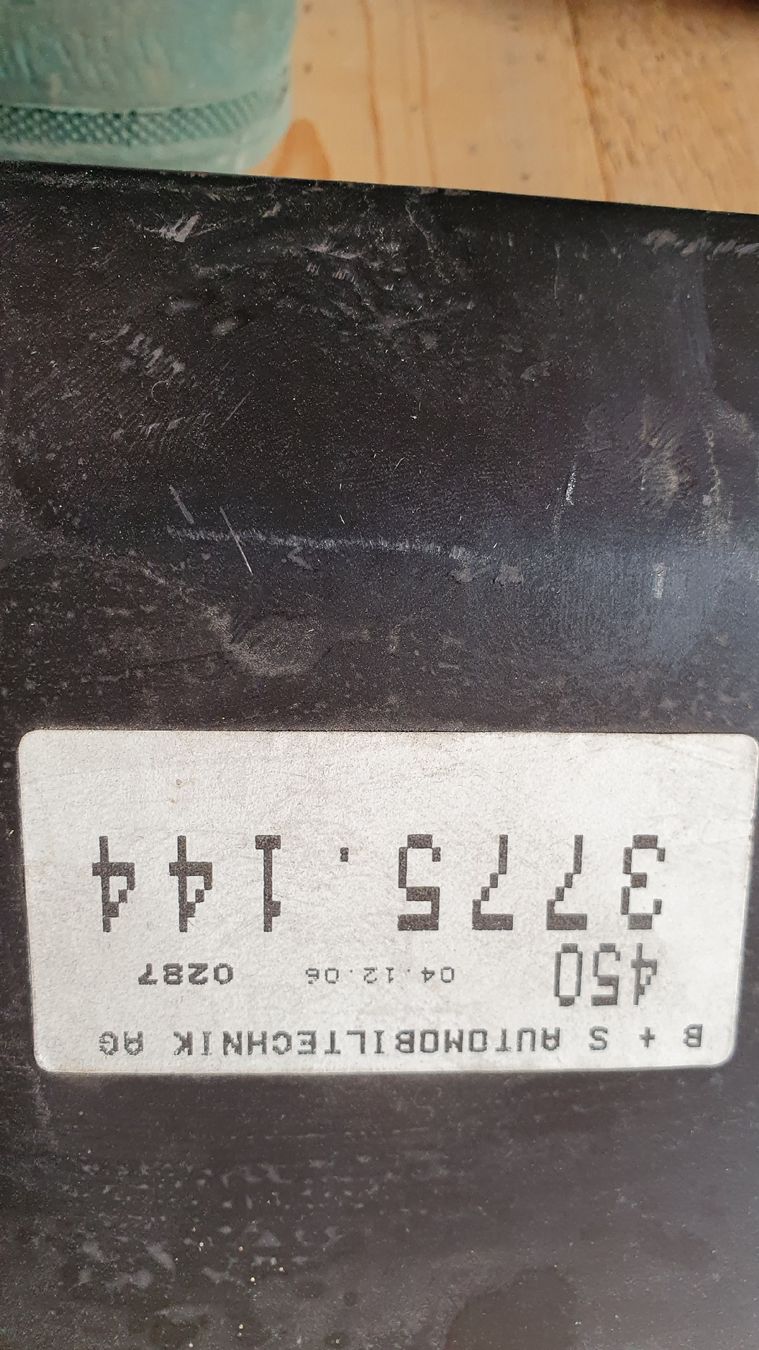 B + S AUTOMOBILTECHNIK AG
450 04.12.06 0287
3775.144